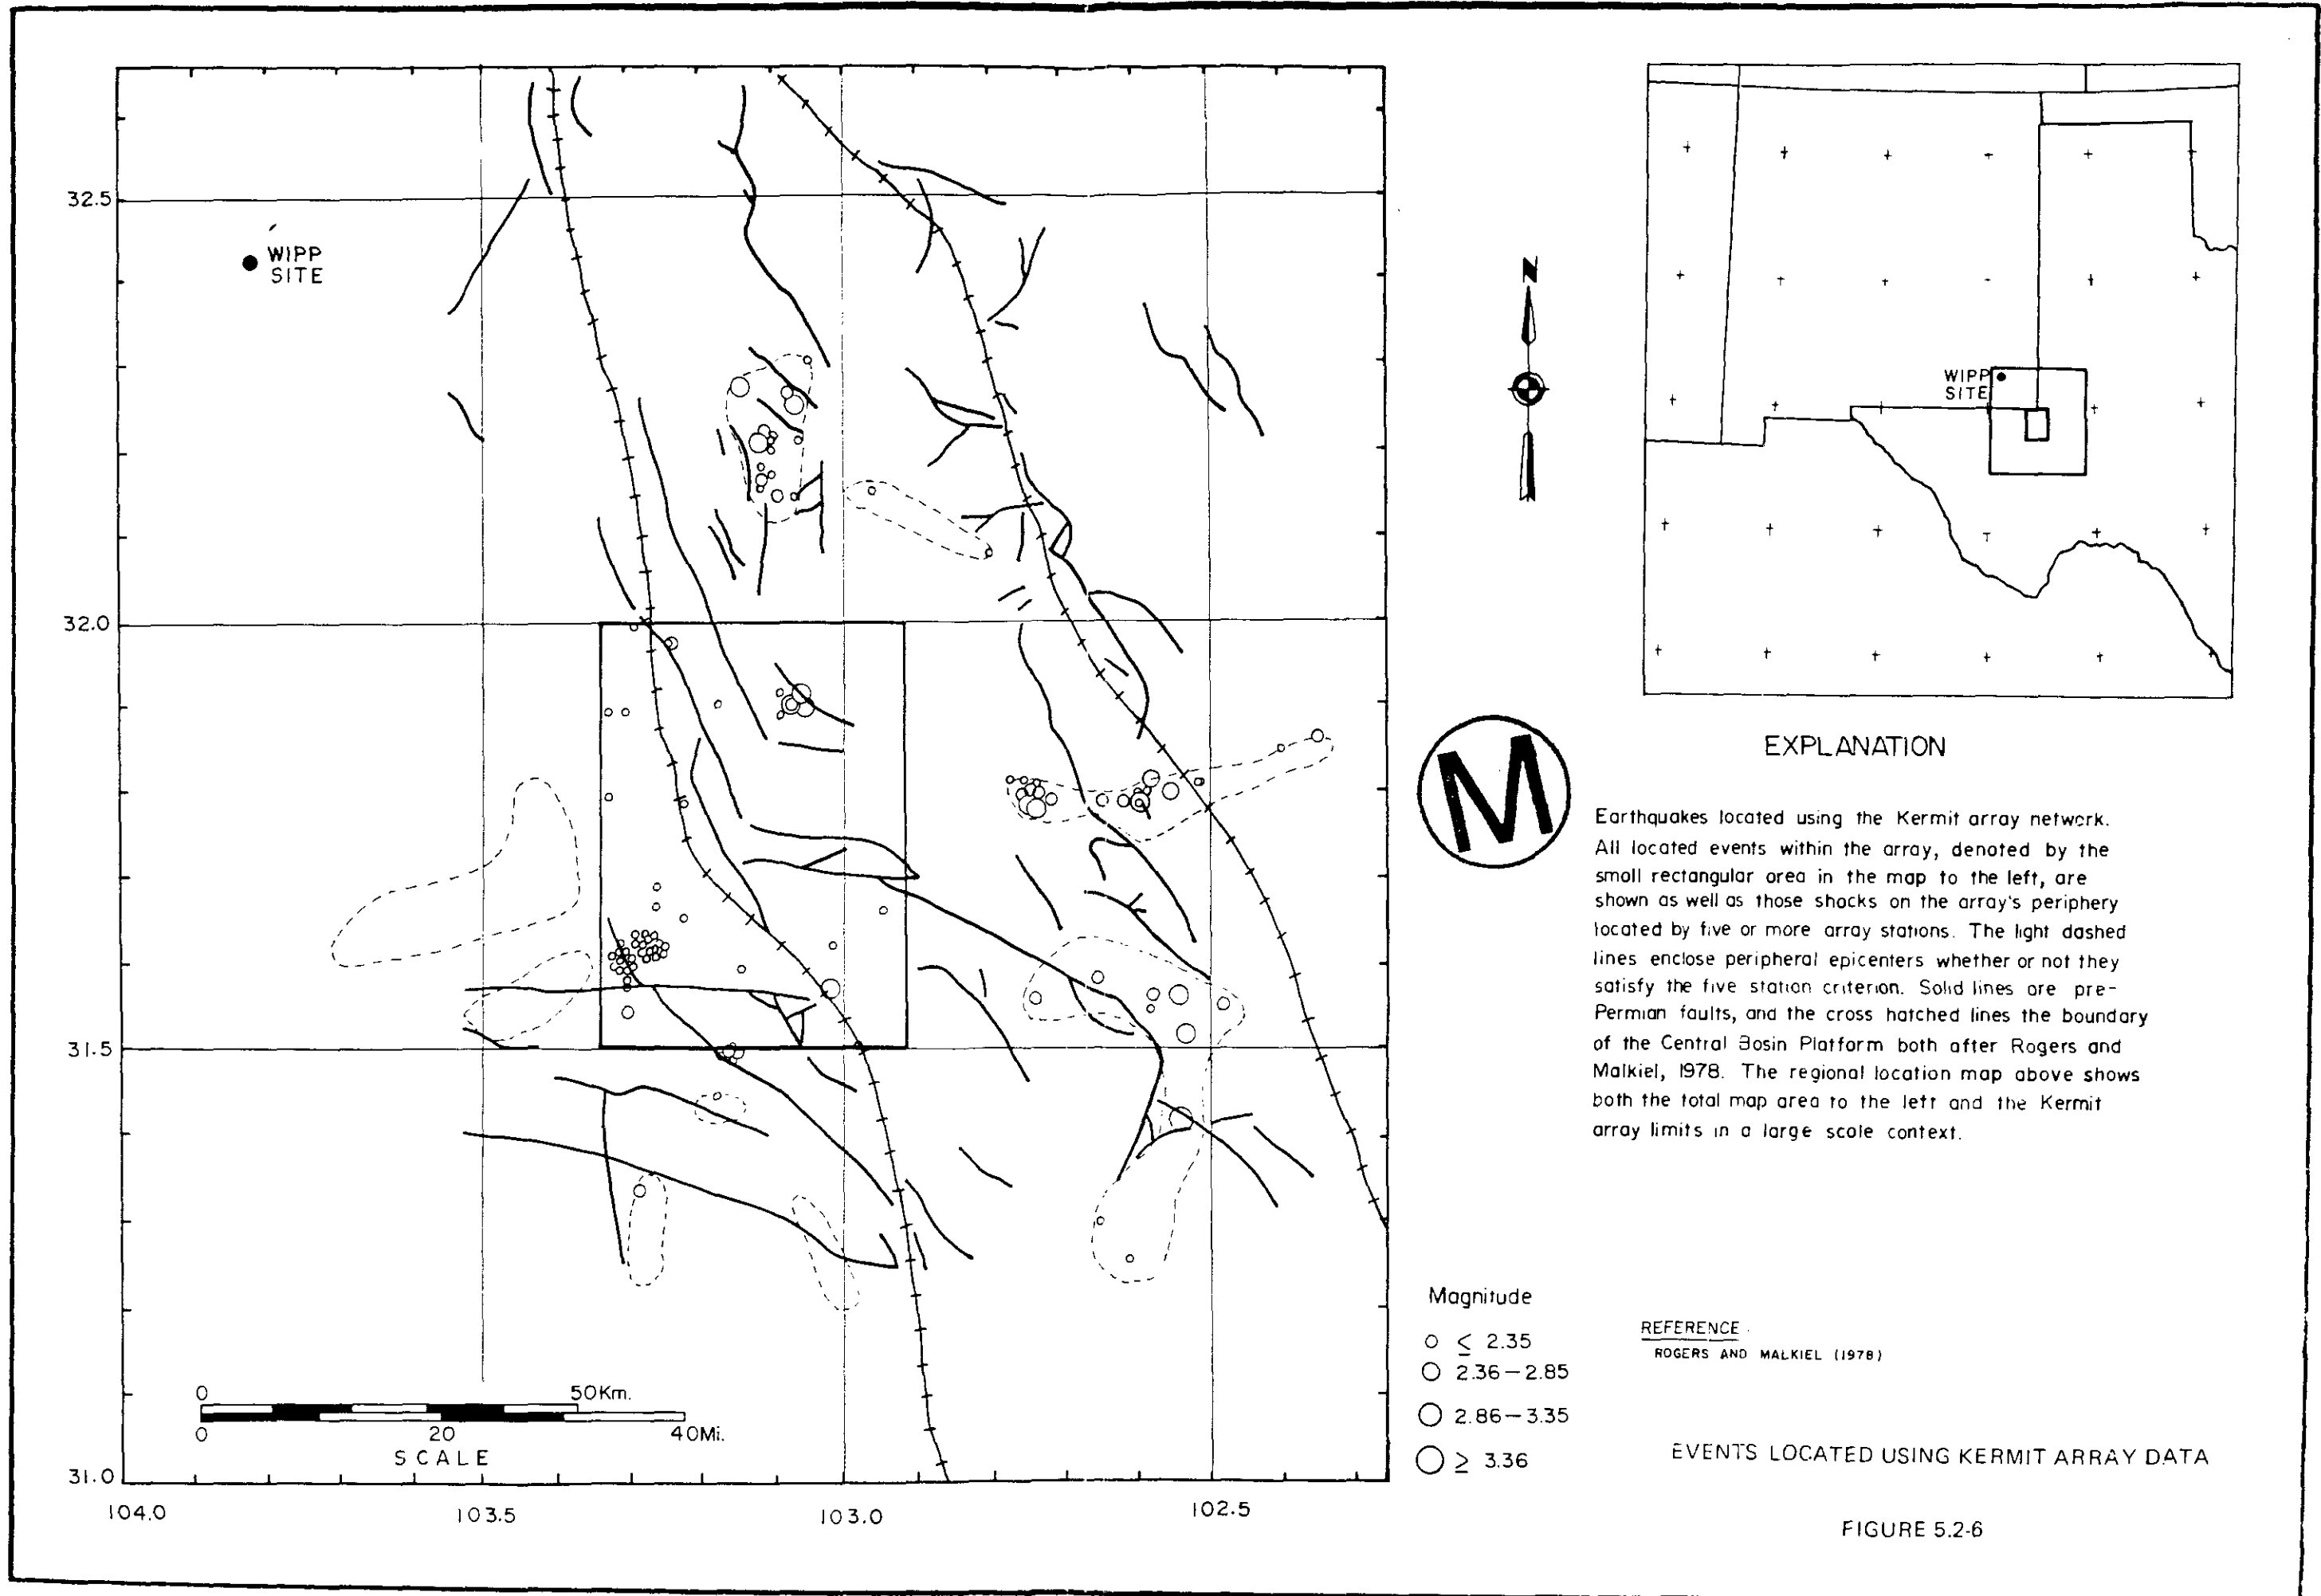 32.5
WIPP
SITE
32.0
31.5
31.0
104.0
103.5
103.0
102.5
0
50Km.
0
20
40Mi.
SCALE
N
WIPP
SITE
M
EXPLANATION
Earthquakes located using the Kermit array network.
All located events within the array, denoted by the
small rectangular area in the map to the left, are
shown as well as those shocks on the array's periphery
located by five or more array stations. The light dashed
lines enclose peripheral epicenters whether or not they
satisfy the five station criterion. Solid lines are pre-
Permian faults, and the cross hatched lines the boundary
of the Central Basin Platform both after Rogers and
Malkiel, 1978. The regional location map above shows
both the total map area to the left and the Kermit
array limits in a large scale context.
Magnitude
≤ 2.35
2.36–2.85
2.86–3.35
≥ 3.36
REFERENCE
ROGERS AND MALKIEL (1978)
EVENTS LOCATED USING KERMIT ARRAY DATA
FIGURE 5.2-6